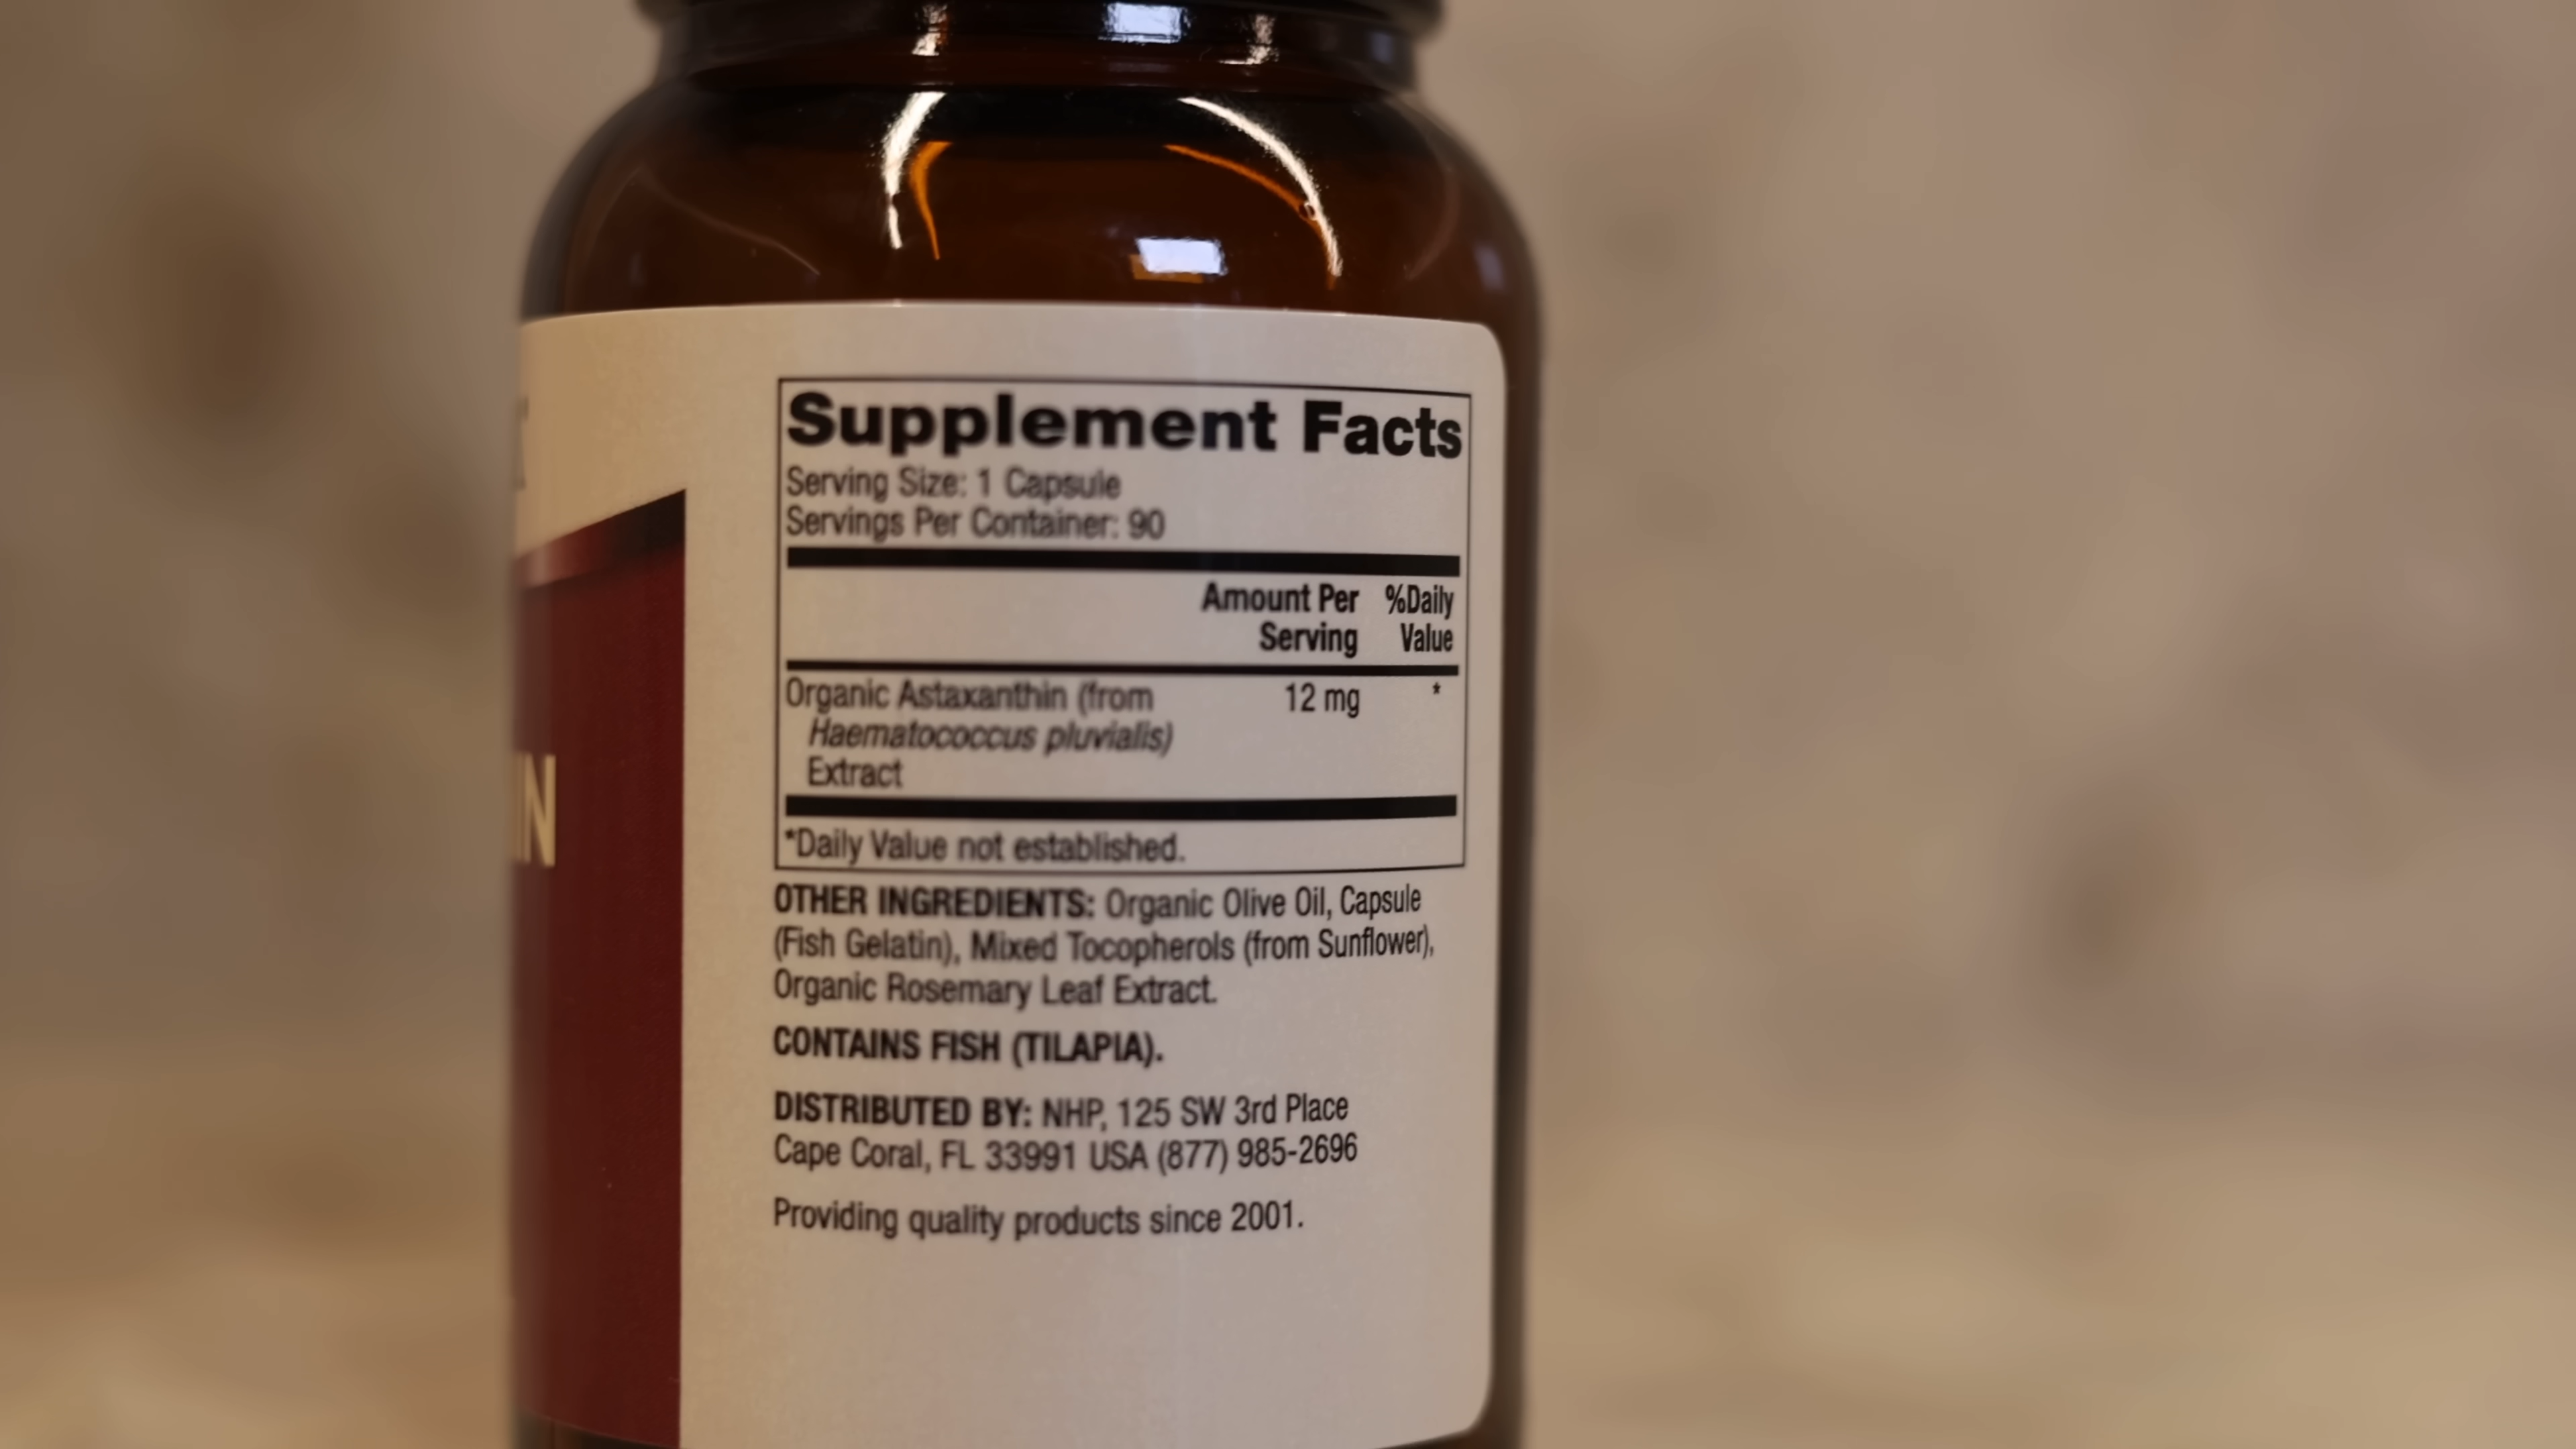 IN
Supplement Facts
Serving Size: 1 Capsule
Servings Per Container: 90
Amount Per %Daily
Serving Value
Organic Astaxanthin (from 12 mg *
Haematococcus pluvialis)
Extract
*Daily Value not established.
OTHER INGREDIENTS: Organic Olive Oil, Capsule
(Fish Gelatin), Mixed Tocopherols (from Sunflower),
Organic Rosemary Leaf Extract.
CONTAINS FISH (TILAPIA).
DISTRIBUTED BY: NHP, 125 SW 3rd Place
Cape Coral, FL 33991 USA (877) 985-2696
Providing quality products since 2001.